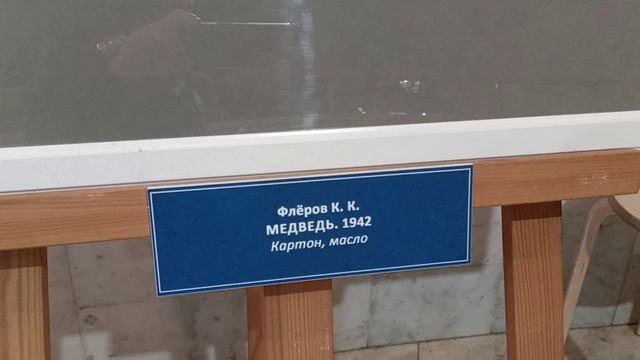 Флёров К. К.
МЕДВЕДЬ. 1942
Картон, масло